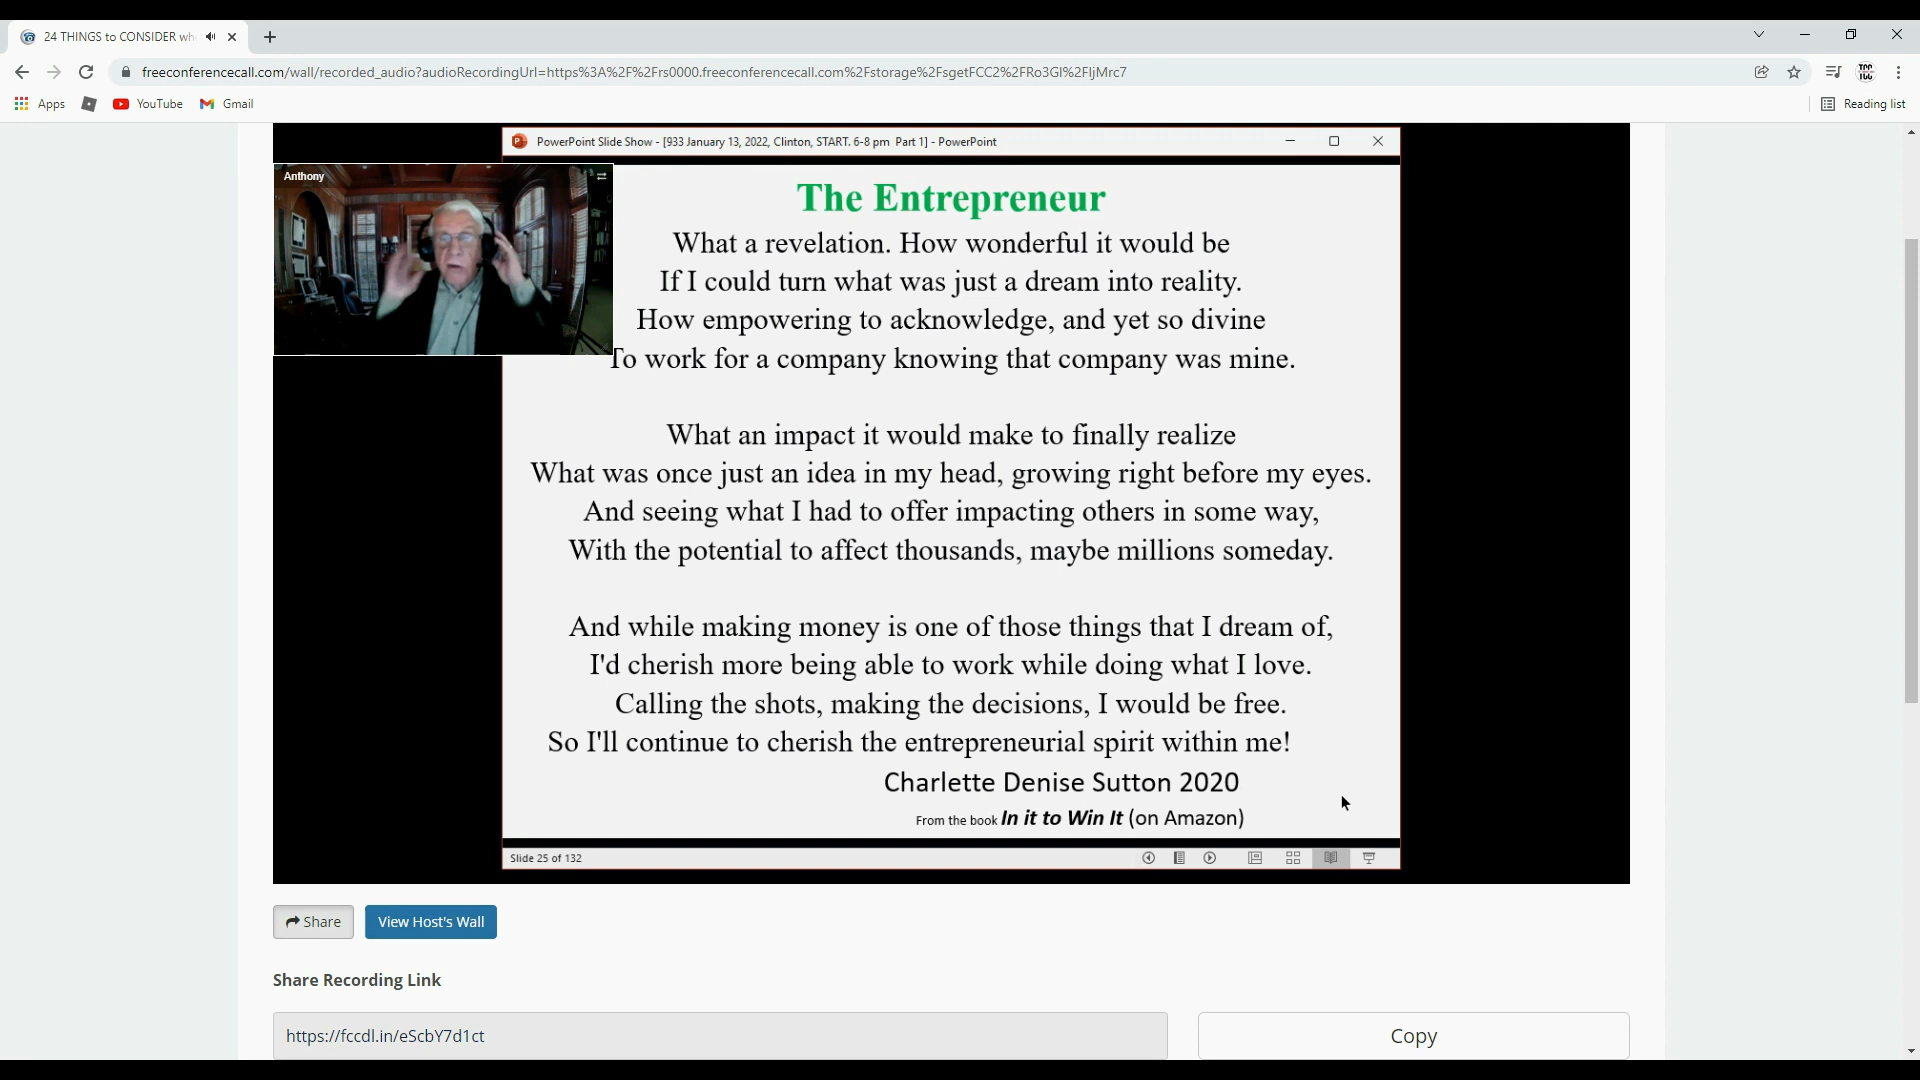 24 THINGS to CONSIDER wh
freeconferencecall.com/wall/recorded_audio?audioRecordingUrl=https%3A%2F%2Frs0000.freeconferencecall.com%2Fstorage%2FsgetFCC2%2FRo3GI%2FIjMrc7
Apps YouTube Gmail Reading list
PowerPoint Slide Show - [933 January 13, 2022, Clinton, START. 6-8 pm Part 1] - PowerPoint
Anthony
The Entrepreneur
What a revelation. How wonderful it would be
If I could turn what was just a dream into reality.
How empowering to acknowledge, and yet so divine
To work for a company knowing that company was mine.
What an impact it would make to finally realize
What was once just an idea in my head, growing right before my eyes.
And seeing what I had to offer impacting others in some way,
With the potential to affect thousands, maybe millions someday.
And while making money is one of those things that I dream of,
I'd cherish more being able to work while doing what I love.
Calling the shots, making the decisions, I would be free.
So I'll continue to cherish the entrepreneurial spirit within me!
Charlette Denise Sutton 2020
From the book In it to Win It (on Amazon)
Slide 25 of 132
Share View Host's Wall
Share Recording Link
https://fccdl.in/eScbY7d1ct Copy